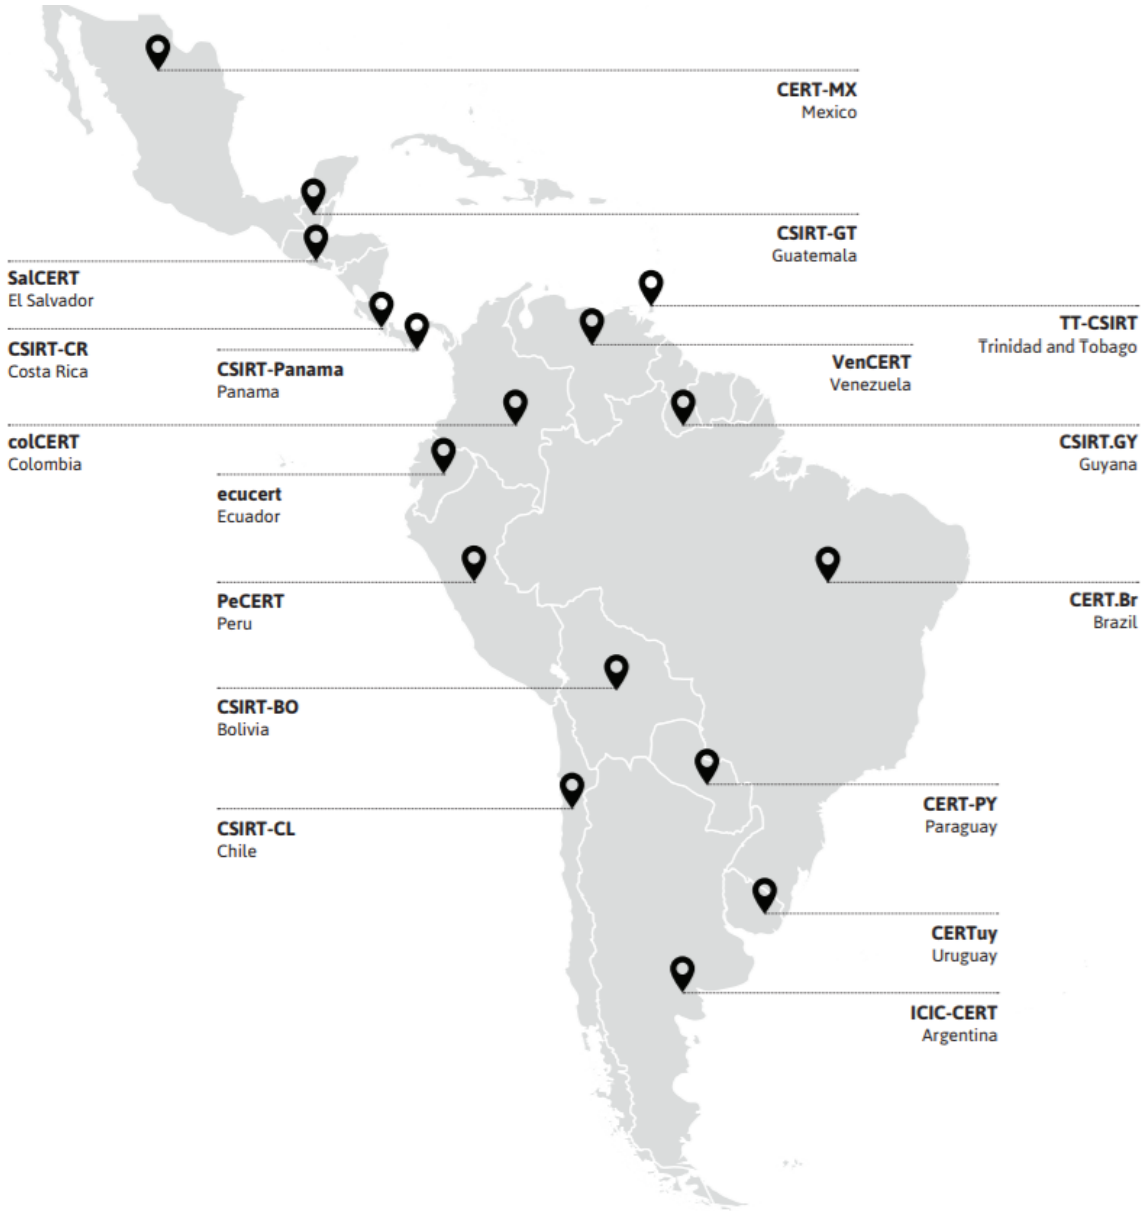 CERT-MX
Mexico
CSIRT-GT
Guatemala
SalCERT
El Salvador
TT-CSIRT
Trinidad and Tobago
CSIRT-CR
Costa Rica
CSIRT-Panama
Panama
VenCERT
Venezuela
colCERT
Colombia
CSIRT.GY
Guyana
ecucert
Ecuador
PeCERT
Peru
CERT.Br
Brazil
CSIRT-BO
Bolivia
CERT-PY
Paraguay
CSIRT-CL
Chile
CERTuy
Uruguay
ICIC-CERT
Argentina